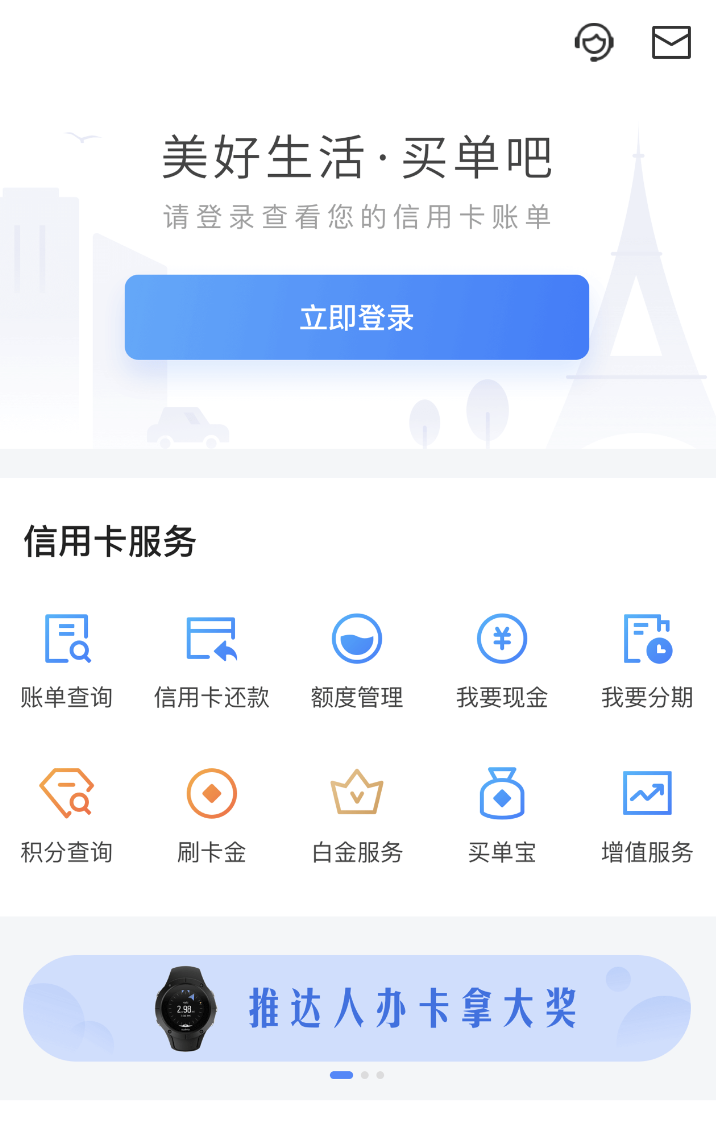 美好生活·买单吧
请登录查看您的信用卡账单
立即登录
信用卡服务
账单查询 信用卡还款 额度管理 我要现金 我要分期
积分查询 刷卡金 白金服务 买单宝 增值服务
2.98
推达人办卡拿大奖